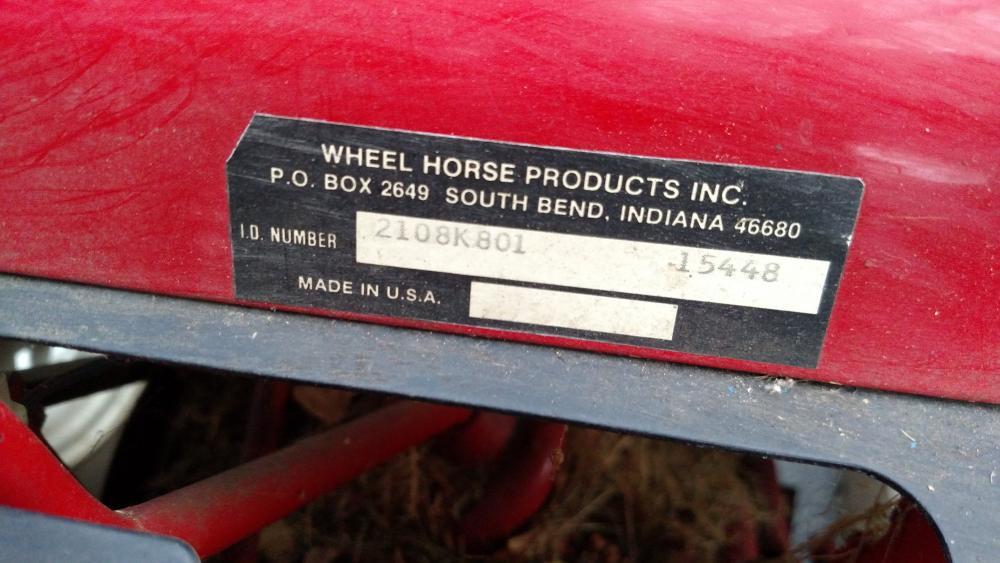 WHEEL HORSE PRODUCTS INC.
P.O. BOX 2649 SOUTH BEND, INDIANA 46680
I.D. NUMBER 2108K801 15448
MADE IN U.S.A.